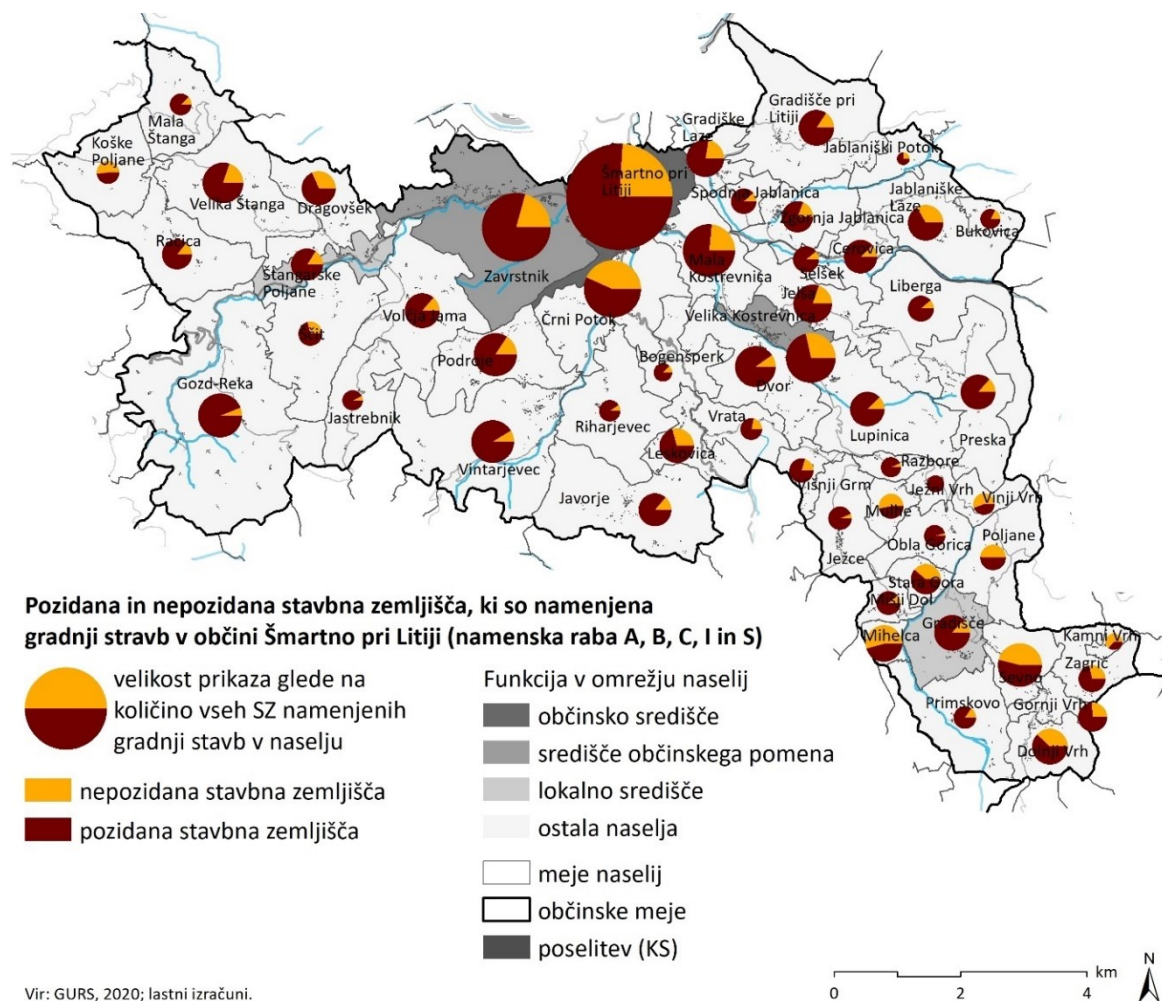 Mala
Štanga
Koške
Poljane
Velika Štanga
Dragovšek
Račica
Štangarske
Poljane
Gozd-Reka
Jastrebnik
Volčja Jama
Zavrstnik
Šmartno pri
Litiji
Gradiške
Laze
Gradišče pri
Litiji
Jablaniški Potok
Spodnja Jablanica
Zgornja Jablanica
Jablaniške
Laze
Bukovica
Mala
Kostrevnica
Cerovica
Jelšek
Jelša
Liberga
Velika Kostrevnica
Črni Potok
Podroje
Bogenšperk
Dvor
Riharjevec
Vrata
Leskovica
Lupinica
Preska
Vintarjevec
Javorje
Višnji Grm
Razbore
Ježni Vrh
Vinji Vrh
Mulhe
Ježce
Obla Gorica
Poljane
Stara Gora
Mali Dol
Mihelca
Gradišče
Kamni Vrh
Jevno
Zagrič
Primskovo
Gornji Vrh
Dolnji Vrh
Pozidana in nepozidana stavbna zemljišča, ki so namenjena
gradnji stravb v občini Šmartno pri Litiji (namenska raba A, B, C, I in S)
velikost prikaza glede na
količino vseh SZ namenjenih
gradnji stavb v naselju
nepozidana stavbna zemljišča
pozidana stavbna zemljišča
Funkcija v omrežju naselij
občinsko središče
središče občinskega pomena
lokalno središče
ostala naselja
meje naselij
občinske meje
poselitev (KS)
Vir: GURS, 2020; lastni izračuni.
km
0 2 4
N